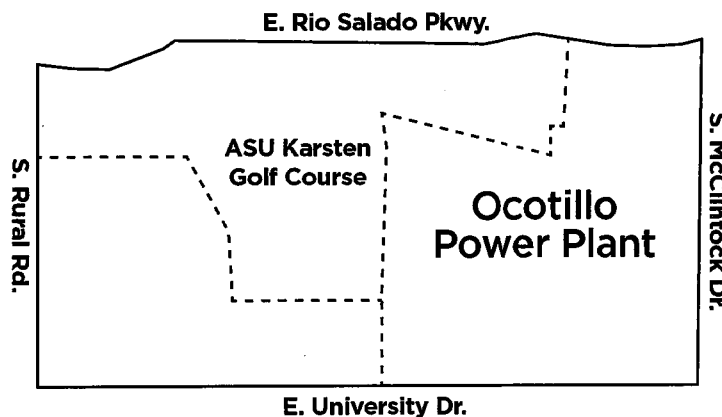 E. Rio Salado Pkwy.
S. Rural Rd.
ASU Karsten
Golf Course
Ocotillo
Power Plant
S. McClintock Dr.
E. University Dr.